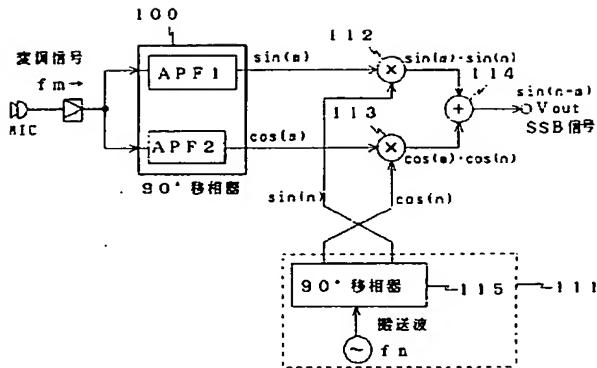 100
変調信号
fm→
MIC
APF1
APF2
90°移相器
sin(m)
cos(m)
112
sin(m)·sin(n)
113
cos(m)·cos(n)
114
sin(n-m)
Vout
SSB信号
sin(n)
cos(n)
90°移相器
115
111
搬送波
fn